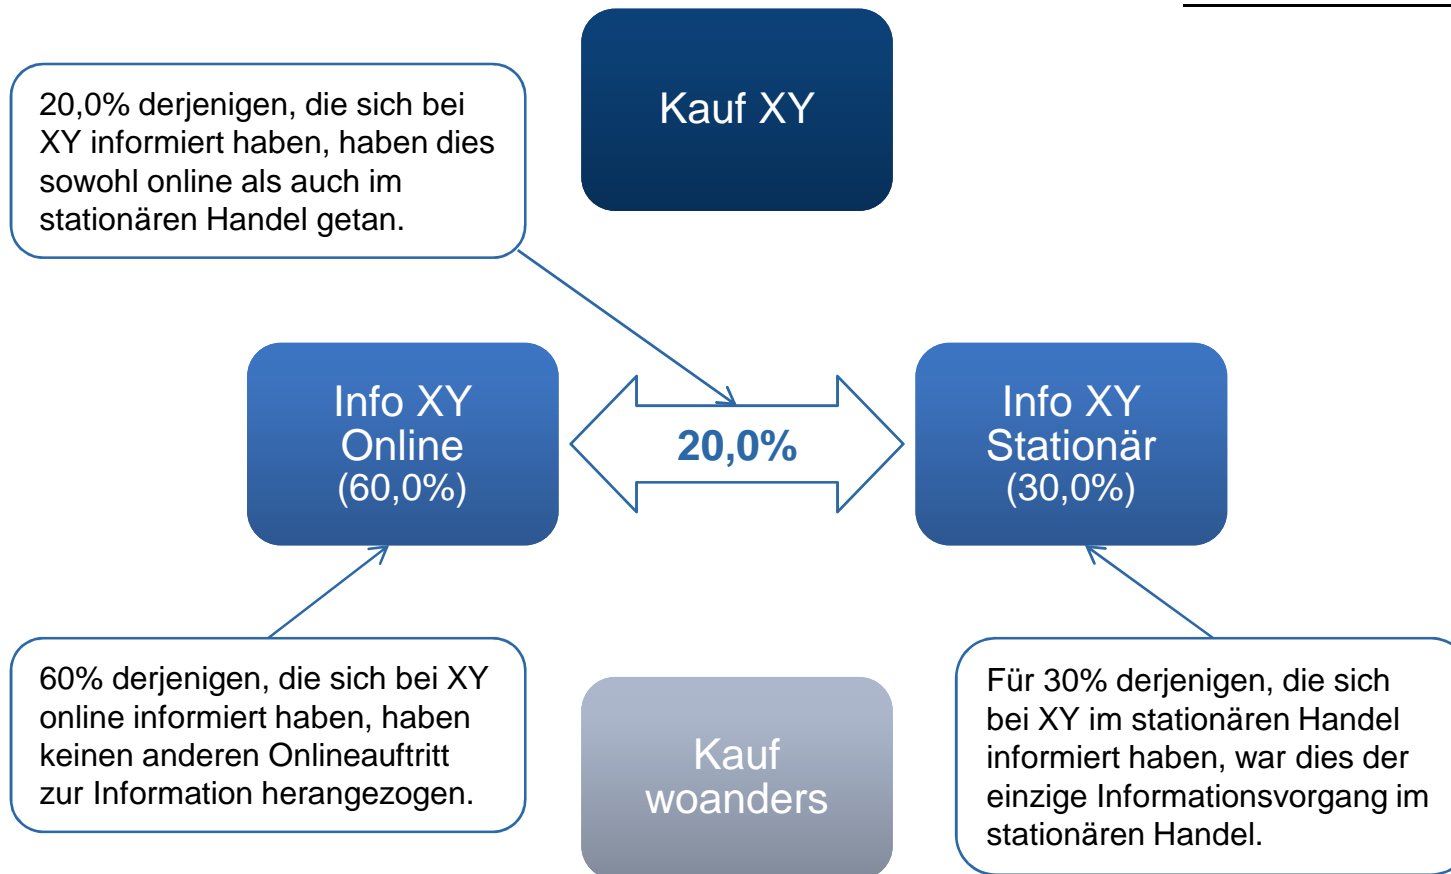 Kauf XY
20,0% derjenigen, die sich bei
XY informiert haben, haben dies
sowohl online als auch im
stationären Handel getan.
Info XY
Online
(60,0%)
20,0%
Info XY
Stationär
(30,0%)
60% derjenigen, die sich bei XY
online informiert haben, haben
keinen anderen Onlineauftritt
zur Information herangezogen.
Kauf
woanders
Für 30% derjenigen, die sich
bei XY im stationären Handel
informiert haben, war dies der
einzige Informationsvorgang im
stationären Handel.